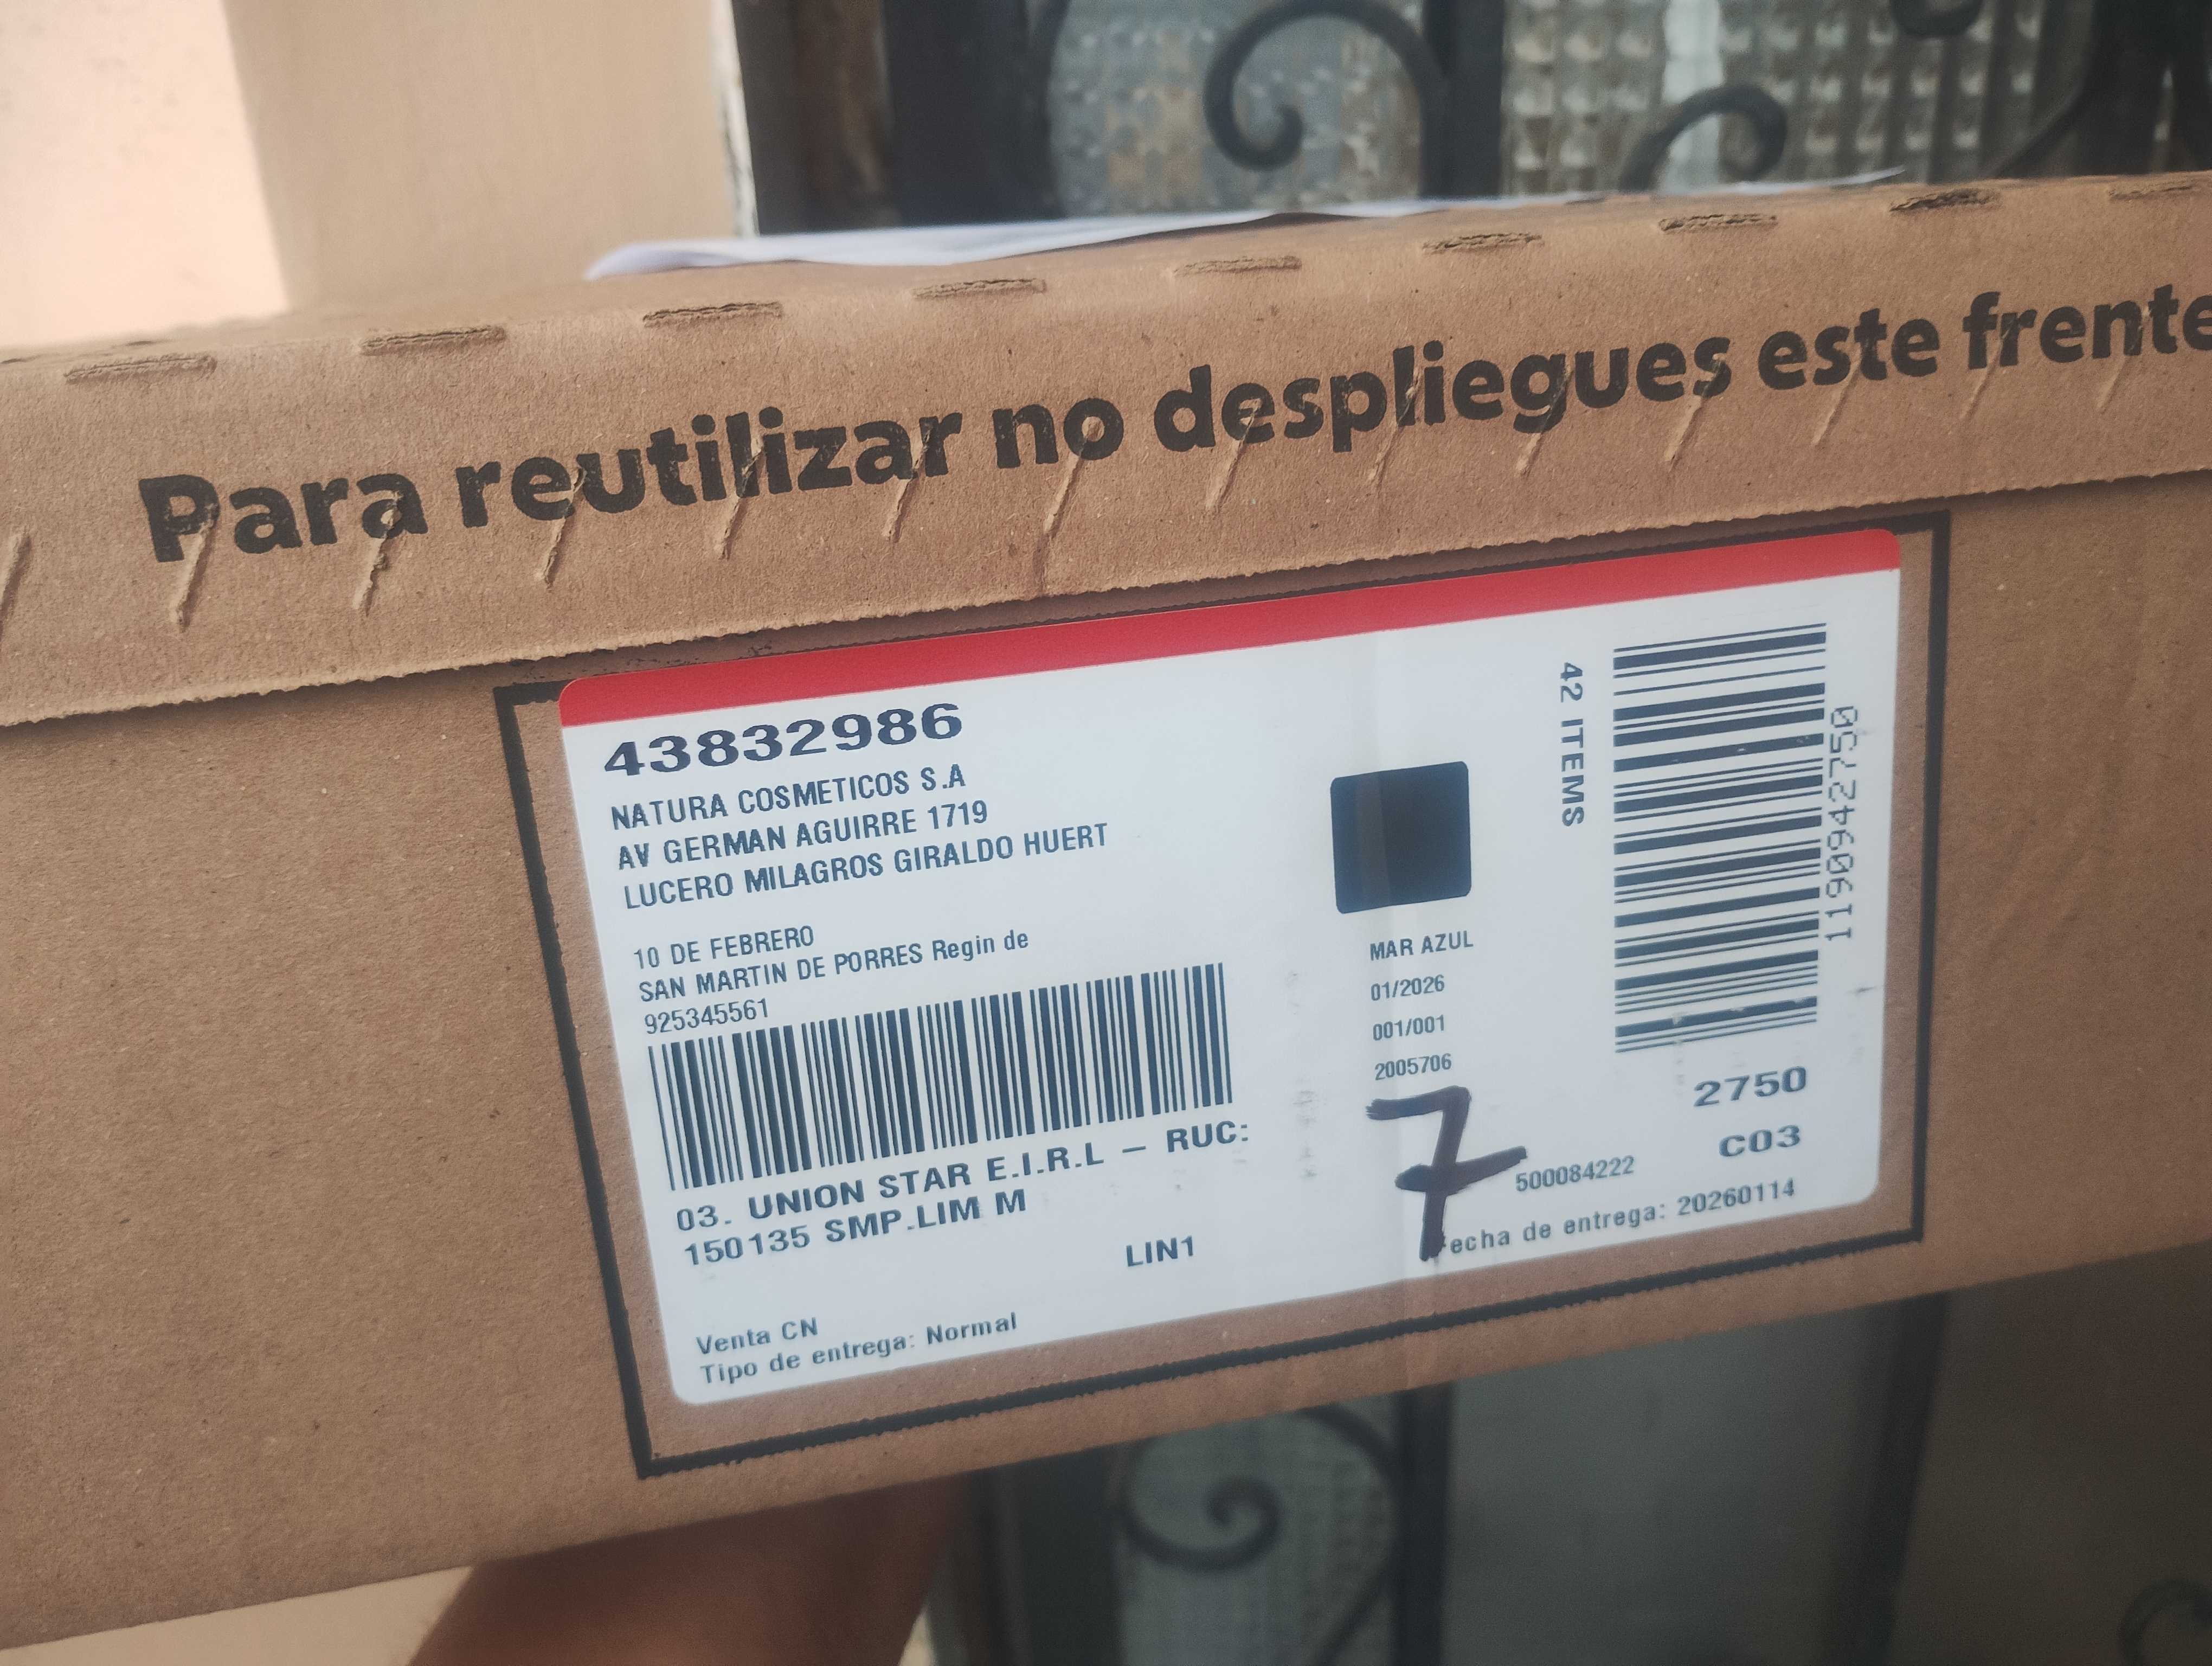 Para reutilizar no despliegues este frente
43832986
NATURA COSMETICOS S.A
AV GERMAN AGUIRRE 1719
LUCERO MILAGROS GIRALDO HUERT
10 DE FEBRERO
SAN MARTIN DE PORRES Regin de
925345561
03. UNION STAR E.I.R.L – RUC:
150135 SMP.LIM M
LIN1
Venta CN
Tipo de entrega: Normal
MAR AZUL
01/2026
001/001
2005706
7
42 ITEMS
1190942750
2750
C03
500084222
Fecha de entrega: 20260114